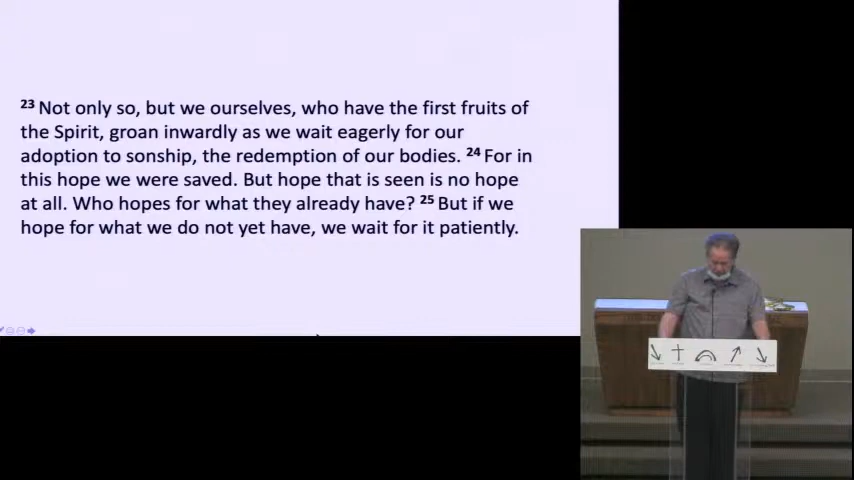 23 Not only so, but we ourselves, who have the first fruits of
the Spirit, groan inwardly as we wait eagerly for our
adoption to sonship, the redemption of our bodies. 24 For in
this hope we were saved. But hope that is seen is no hope
at all. Who hopes for what they already have? 25 But if we
hope for what we do not yet have, we wait for it patiently.